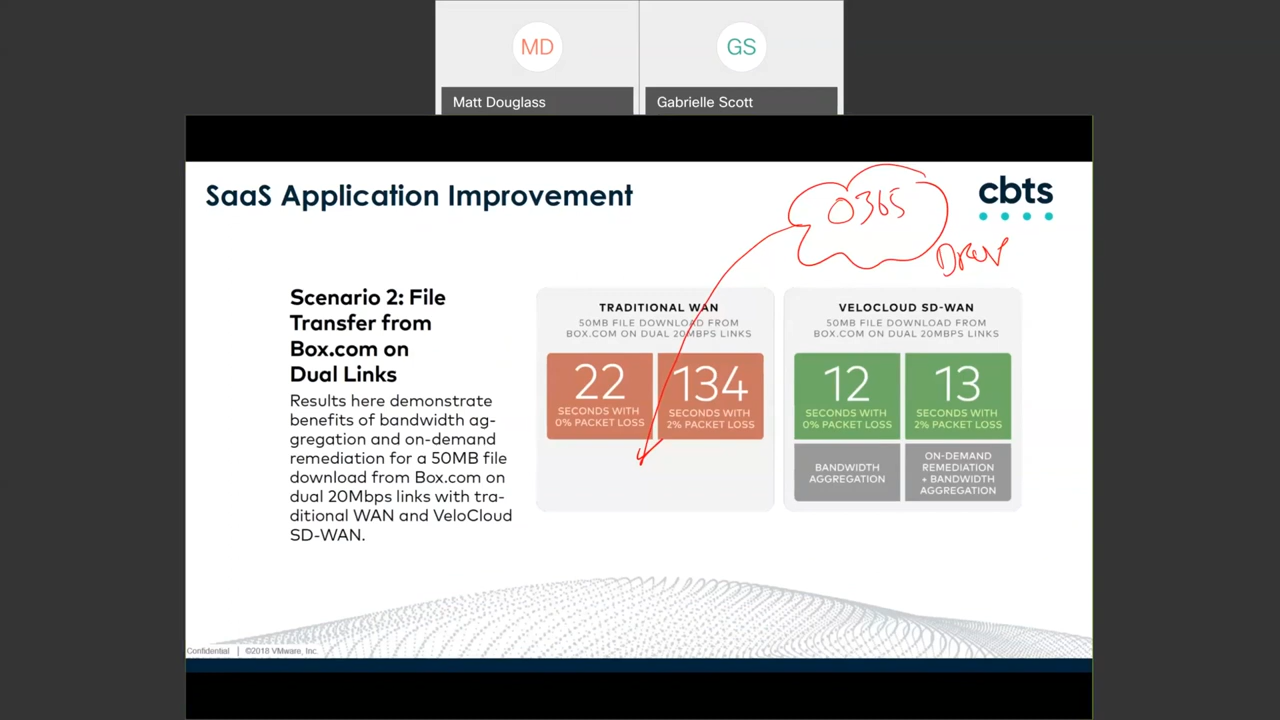 MD
GS
Matt Douglass
Gabrielle Scott
SaaS Application Improvement
O365
cbts
Scenario 2: File
Transfer from
Box.com on
Dual Links
Results here demonstrate
benefits of bandwidth ag-
gregation and on-demand
remediation for a 50MB file
download from Box.com on
dual 20Mbps links with tra-
ditional WAN and VeloCloud
SD-WAN.
TRADITIONAL WAN
50MB FILE DOWNLOAD FROM
BOX.COM ON DUAL 20MBPS LINKS
22
SECONDS WITH
0% PACKET LOSS
134
SECONDS WITH
2% PACKET LOSS
VELOCLOUD SD-WAN
50MB FILE DOWNLOAD FROM
BOX.COM ON DUAL 20MBPS LINKS
12
SECONDS WITH
0% PACKET LOSS
13
SECONDS WITH
2% PACKET LOSS
BANDWIDTH
AGGREGATION
ON-DEMAND
REMEDIATION
+ BANDWIDTH
AGGREGATION
Confidential | ©2018 VMware, Inc.